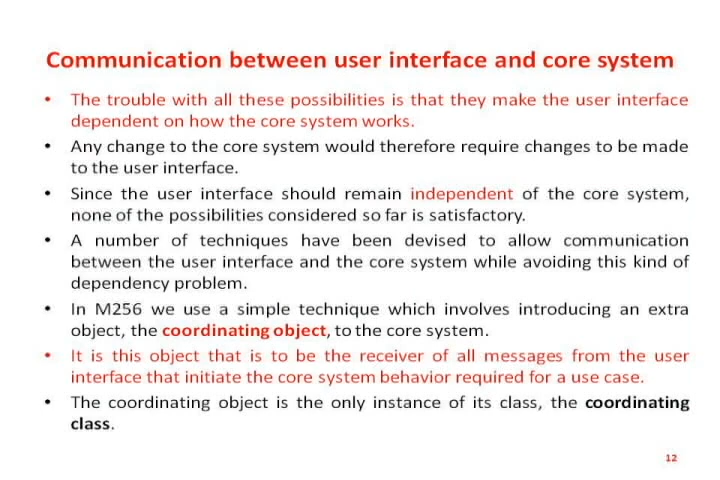 Communication between user interface and core system
• The trouble with all these possibilities is that they make the user interface
dependent on how the core system works.
• Any change to the core system would therefore require changes to be made
to the user interface.
• Since the user interface should remain independent of the core system,
none of the possibilities considered so far is satisfactory.
• A number of techniques have been devised to allow communication
between the user interface and the core system while avoiding this kind of
dependency problem.
• In M256 we use a simple technique which involves introducing an extra
object, the coordinating object, to the core system.
• It is this object that is to be the receiver of all messages from the user
interface that initiate the core system behavior required for a use case.
• The coordinating object is the only instance of its class, the coordinating
class.
12